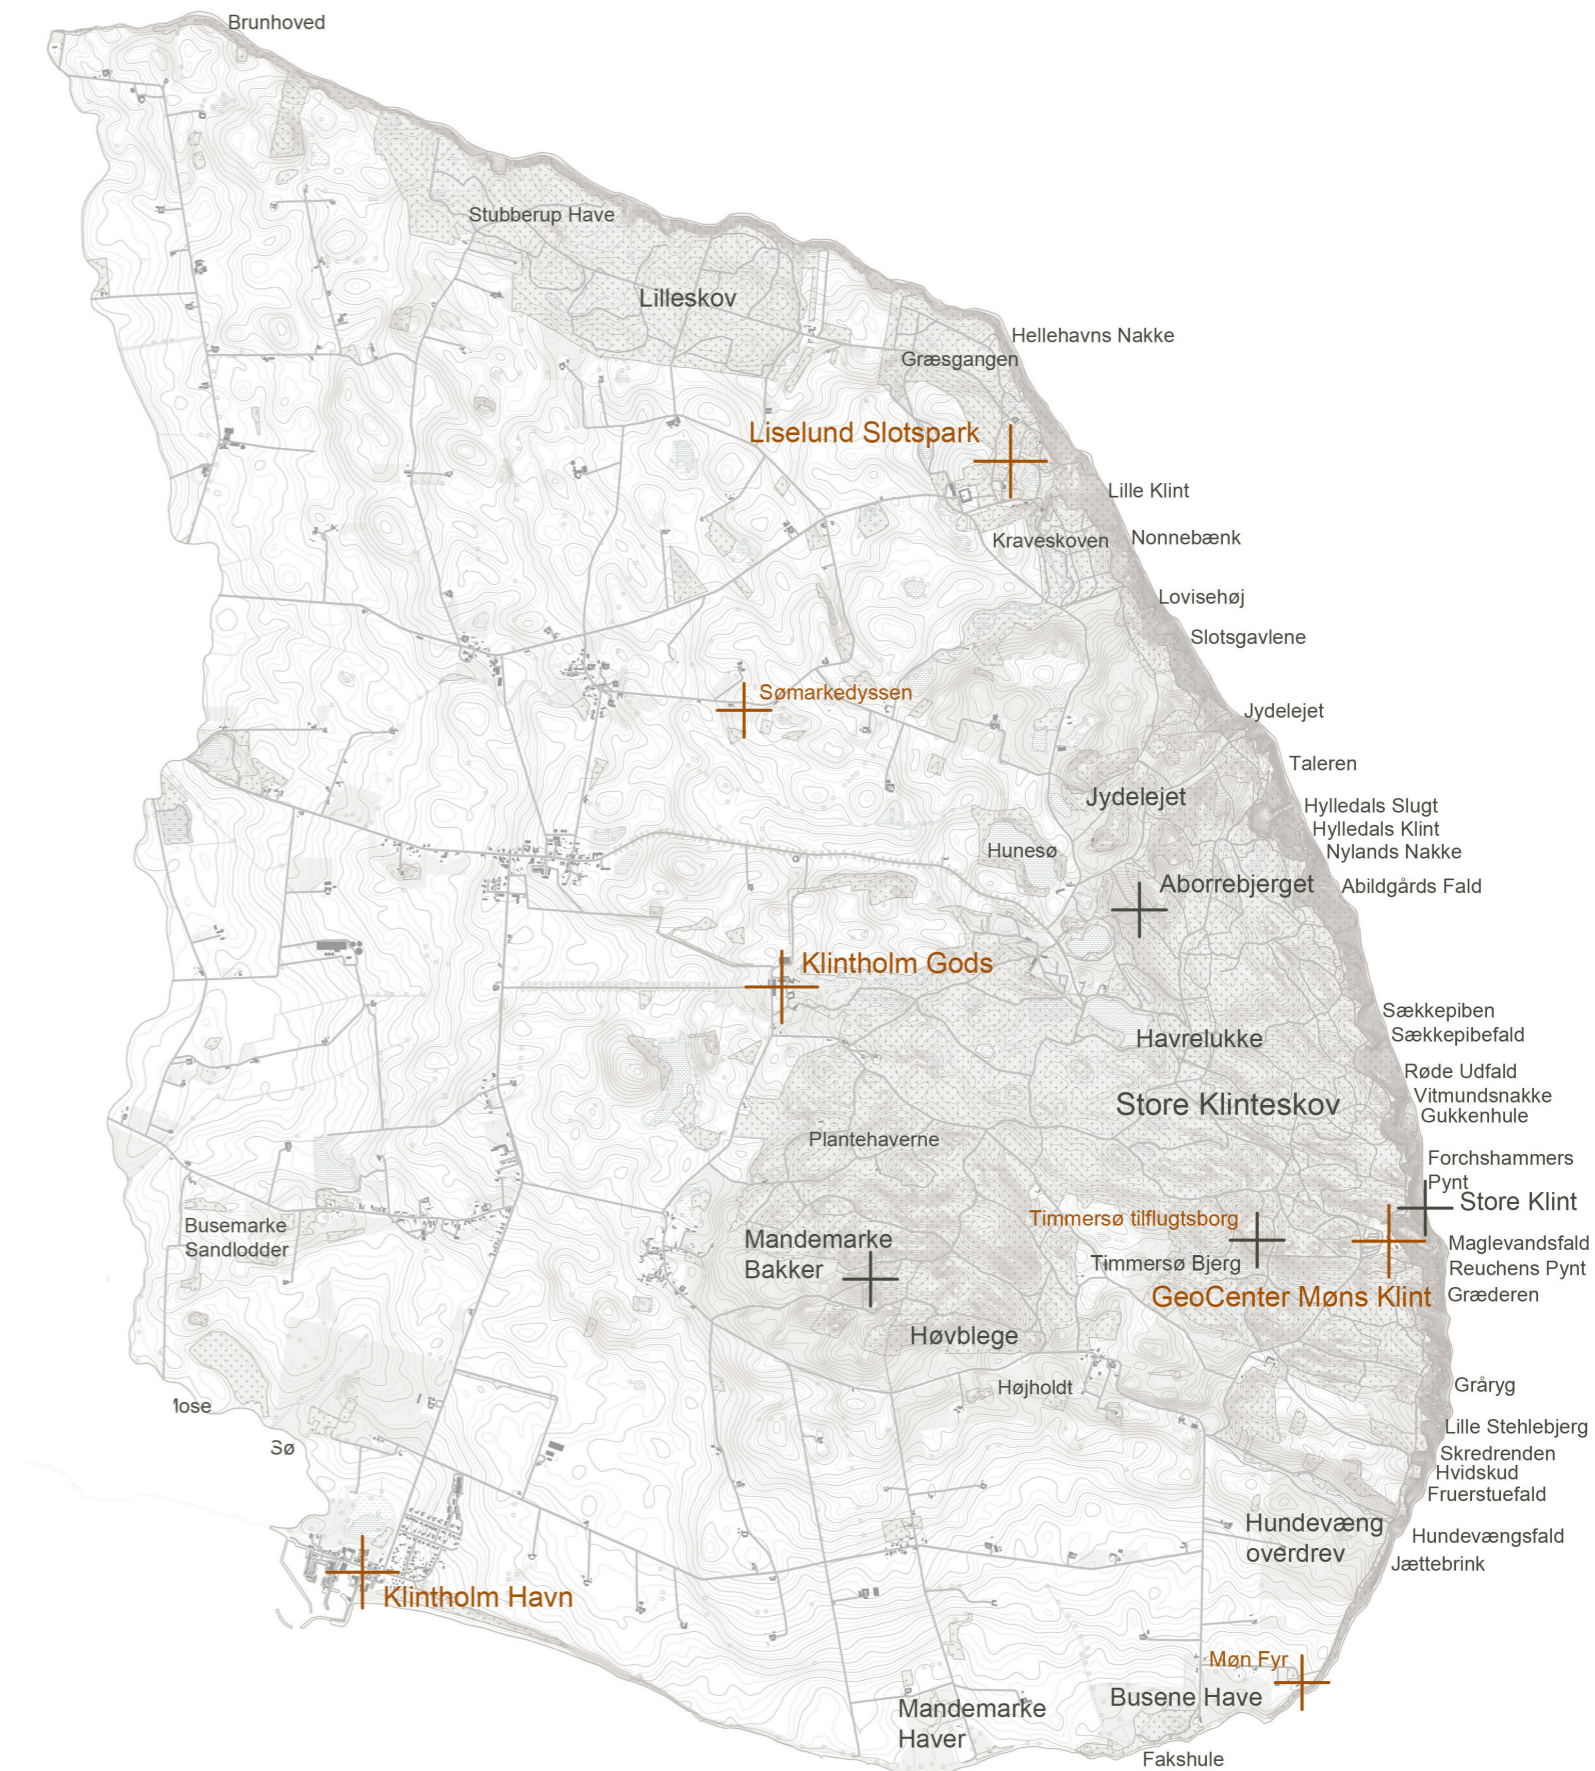 Brunhoved
Stubberup Have
Lilleskov
Hellehavns Nakke
Græsgangen
Liselund Slotspark
Lille Klint
Nonnebænk
Kraveskoven
Lovisehøj
Slotsgavlene
Sømarkedyssen
Jydelejet
Taleren
Jydelejet
Hylledals Slugt
Hylledals Klint
Nylands Nakke
Hunesø
Aborrebjerget
Abildgårds Fald
Klintholm Gods
Sækkepiben
Sækkepibefald
Havrelukke
Røde Udfald
Vitmundsnakke
Store Klinteskov
Gukkenhule
Plantehaverne
Forchshammers
Pynt
Store Klint
Timmersø tilflugtsborg
Busemarke
Sandlodder
Mandemarke
Bakker
Maglevandsfald
Timmersø Bjerg
Reuchens Pynt
GeoCenter Møns Klint
Græderen
Høvblege
Højholdt
Gråryg
lose
Lille Stehlebjerg
Sø
Skredrenden
Hvidskud
Fruerstuefald
Hundevæng
overdrev
Hundevængsfald
Jættebrink
Klintholm Havn
Møn Fyr
Busene Have
Mandemarke
Haver
Fakshule